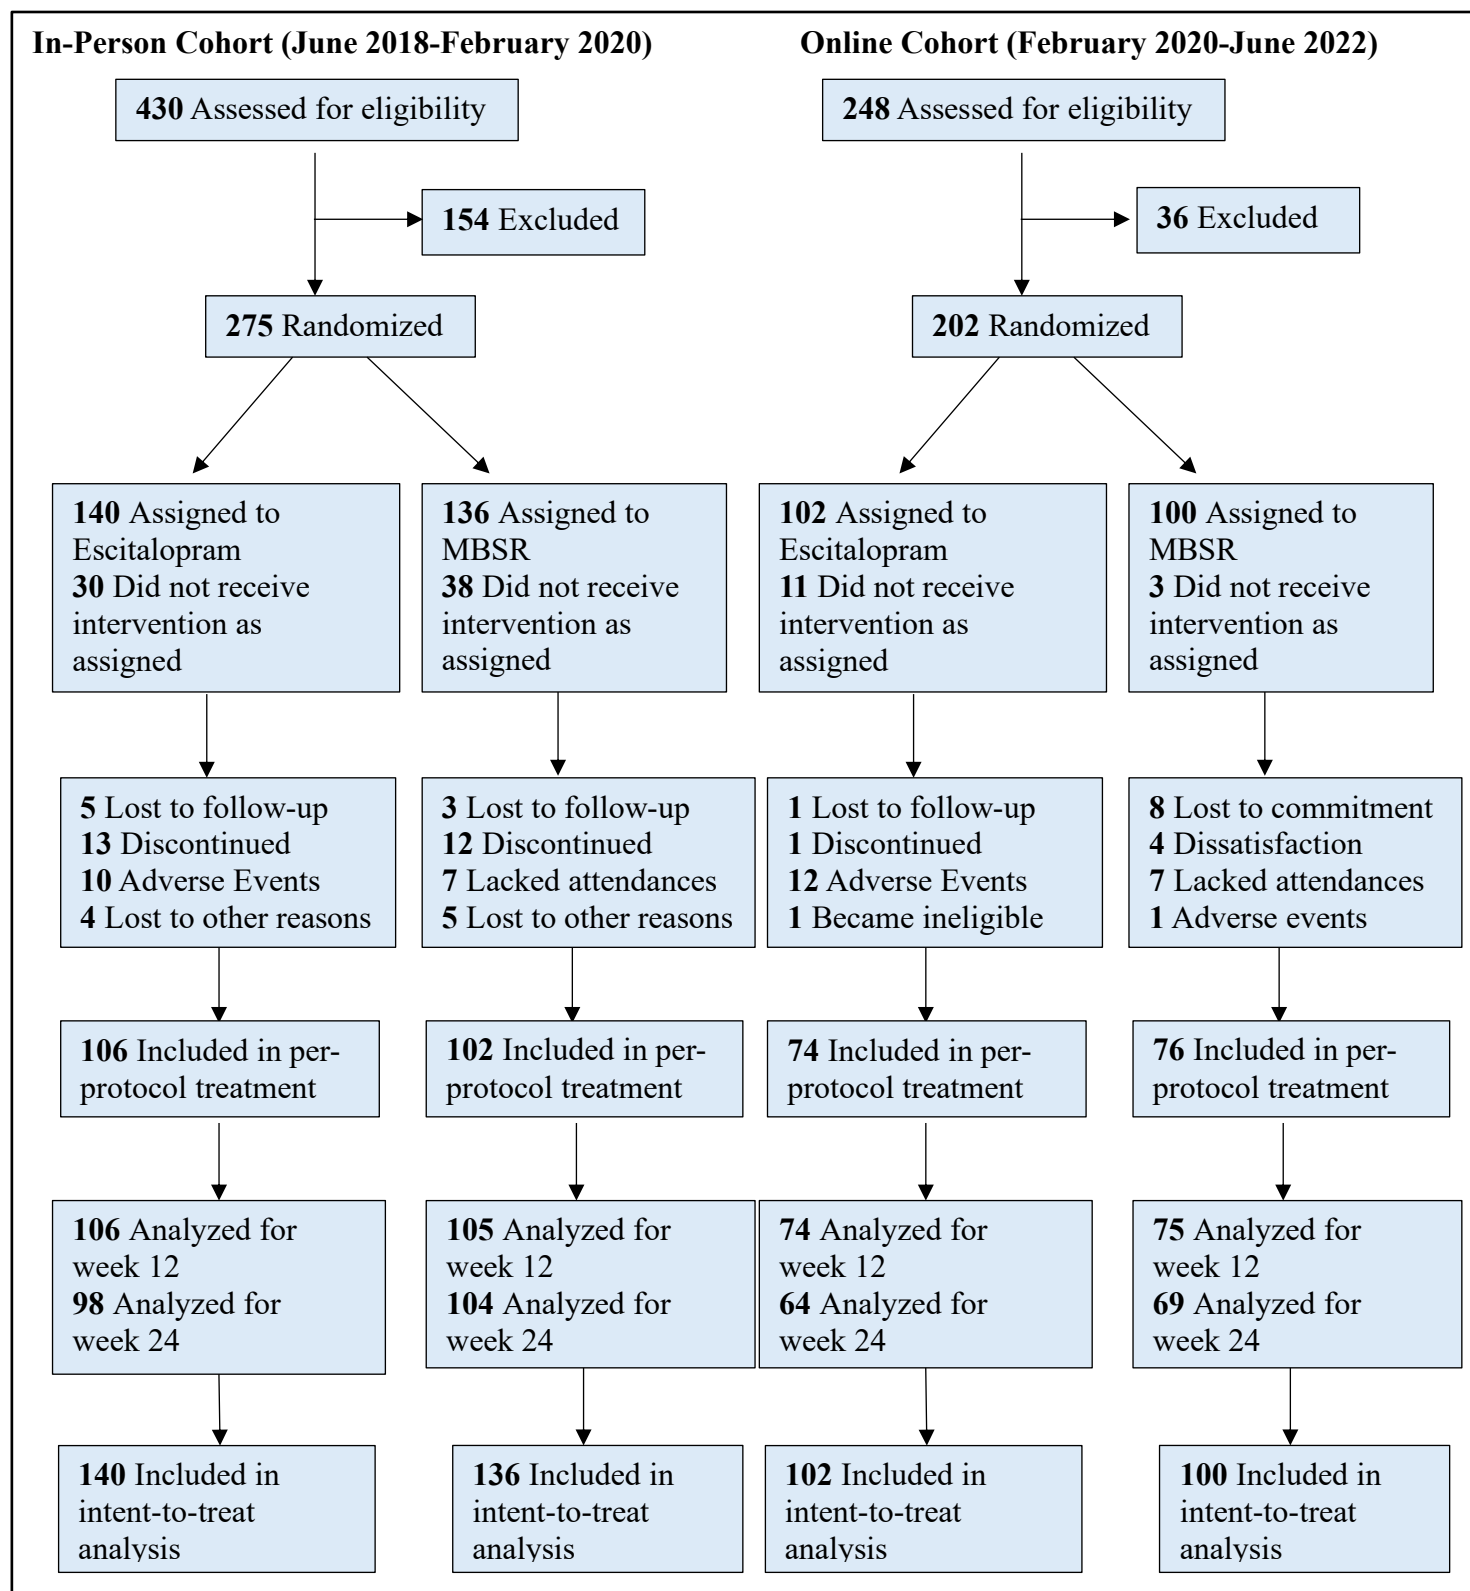 In-Person Cohort (June 2018-February 2020)
430 Assessed for eligibility
154 Excluded
275 Randomized
140 Assigned to
Escitalopram
30 Did not receive
intervention as
assigned
136 Assigned to
MBSR
38 Did not receive
intervention as
assigned
5 Lost to follow-up
13 Discontinued
10 Adverse Events
4 Lost to other reasons
3 Lost to follow-up
12 Discontinued
7 Lacked attendances
5 Lost to other reasons
106 Included in per-
protocol treatment
102 Included in per-
protocol treatment
106 Analyzed for
week 12
98 Analyzed for
week 24
105 Analyzed for
week 12
104 Analyzed for
week 24
140 Included in
intent-to-treat
analysis
136 Included in
intent-to-treat
analysis
Online Cohort (February 2020-June 2022)
248 Assessed for eligibility
36 Excluded
202 Randomized
102 Assigned to
Escitalopram
11 Did not receive
intervention as
assigned
100 Assigned to
MBSR
3 Did not receive
intervention as
assigned
1 Lost to follow-up
1 Discontinued
12 Adverse Events
1 Became ineligible
8 Lost to commitment
4 Dissatisfaction
7 Lacked attendances
1 Adverse events
74 Included in per-
protocol treatment
76 Included in per-
protocol treatment
74 Analyzed for
week 12
64 Analyzed for
week 24
75 Analyzed for
week 12
69 Analyzed for
week 24
102 Included in
intent-to-treat
analysis
100 Included in
intent-to-treat
analysis